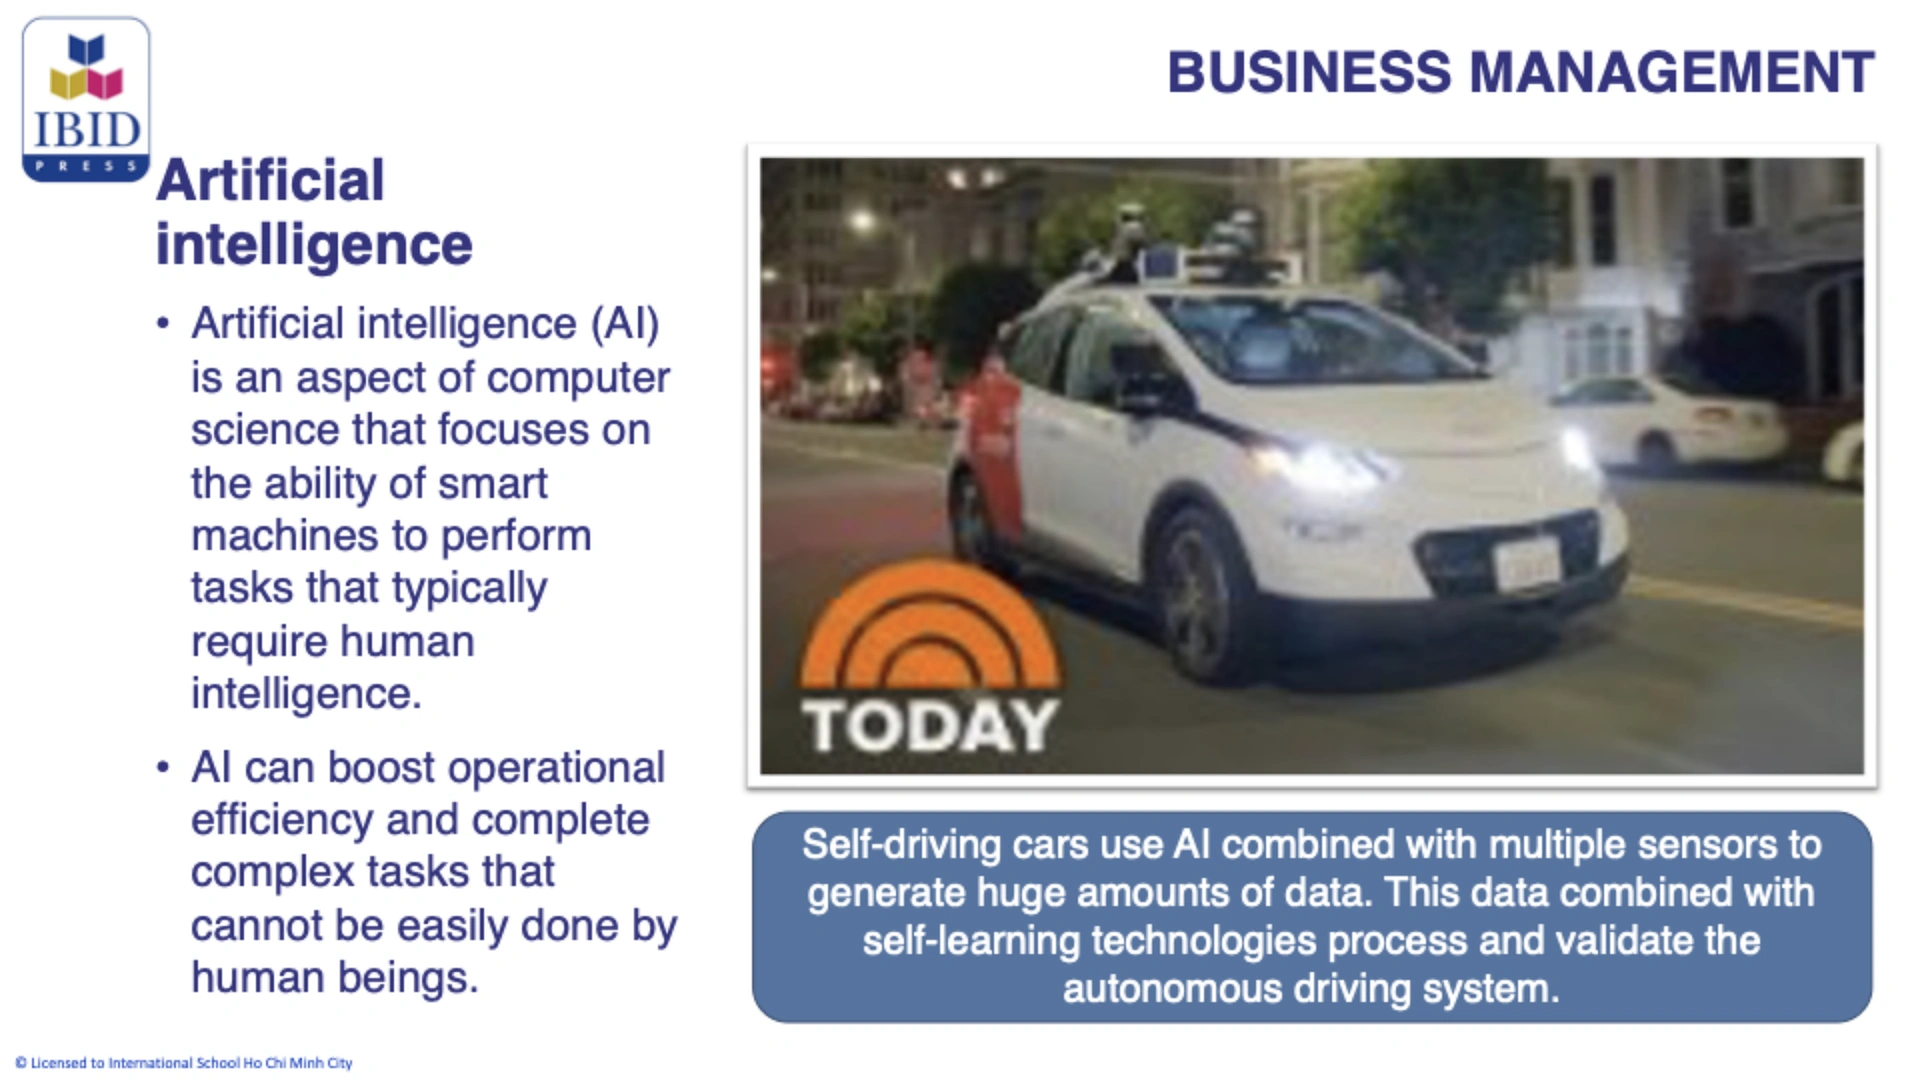 IBID
PRESS
BUSINESS MANAGEMENT
Artificial
intelligence
• Artificial intelligence (AI)
is an aspect of computer
science that focuses on
the ability of smart
machines to perform
tasks that typically
require human
intelligence.
• AI can boost operational
efficiency and complete
complex tasks that
cannot be easily done by
human beings.
TODAY
Self-driving cars use AI combined with multiple sensors to
generate huge amounts of data. This data combined with
self-learning technologies process and validate the
autonomous driving system.
© Licensed to International School Ho Chi Minh City